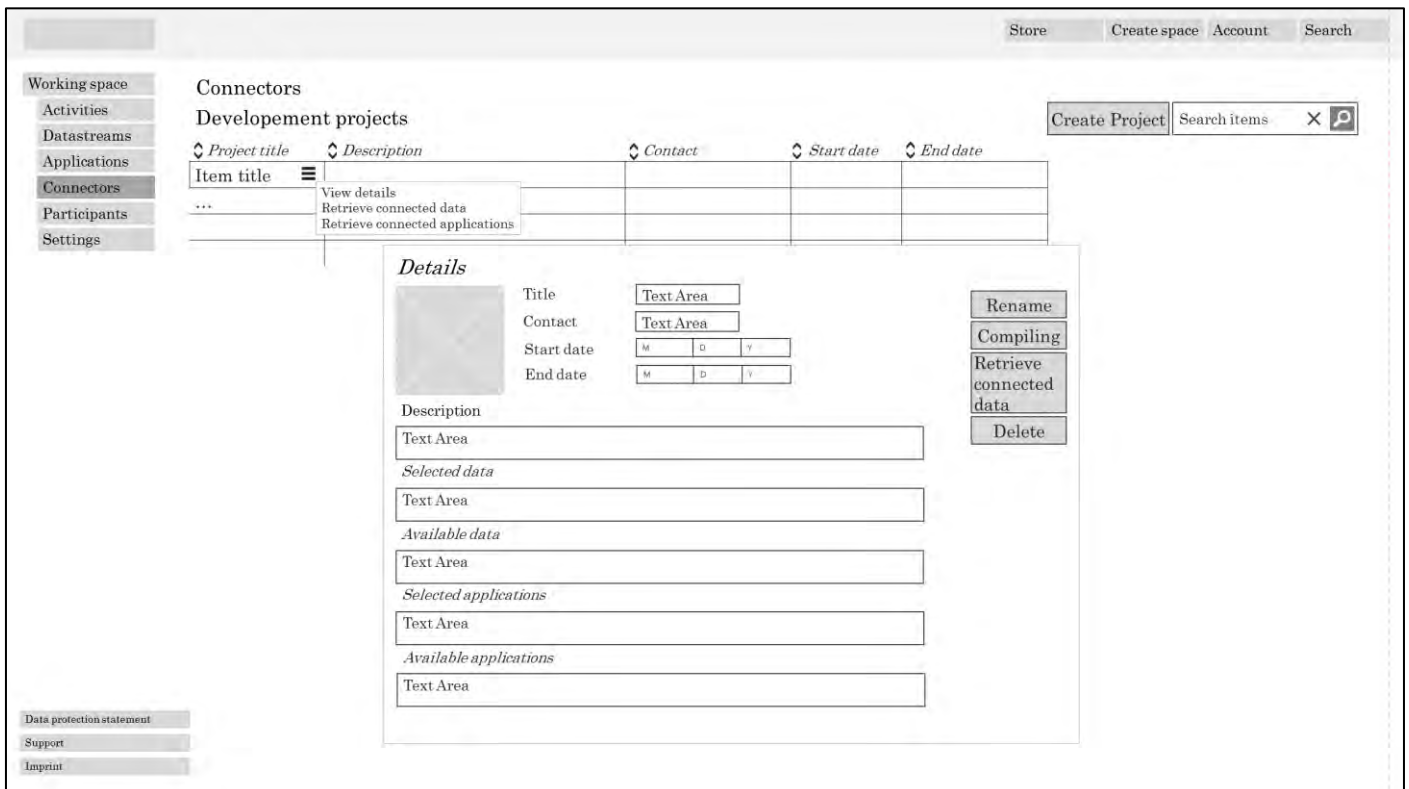 Store Create space Account Search
Working space
Activities
Datastreams
Applications
Connectors
Participants
Settings
Connectors
Developement projects
Create Project Search items
Project title Description Contact Start date End date
Item title
...
View details
Retrieve connected data
Retrieve connected applications
Details
Title Text Area
Contact Text Area
Start date M D Y
End date M D Y
Rename
Compiling
Retrieve
connected
data
Delete
Description
Text Area
Selected data
Text Area
Available data
Text Area
Selected applications
Text Area
Available applications
Text Area
Data protection statement
Support
Imprint